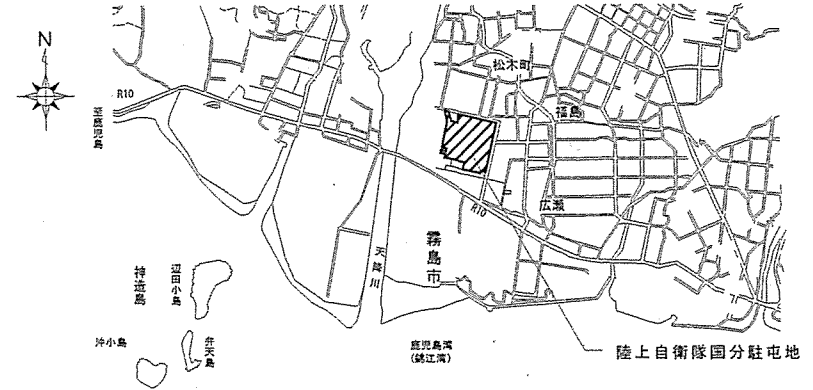 N
松木町
R10
至鹿児島
福島
R10
広瀬
霧島市
天降川
神造島
辺田小島
沖小島
弁天島
鹿児島湾
(錦江湾)
陸上自衛隊国分駐屯地